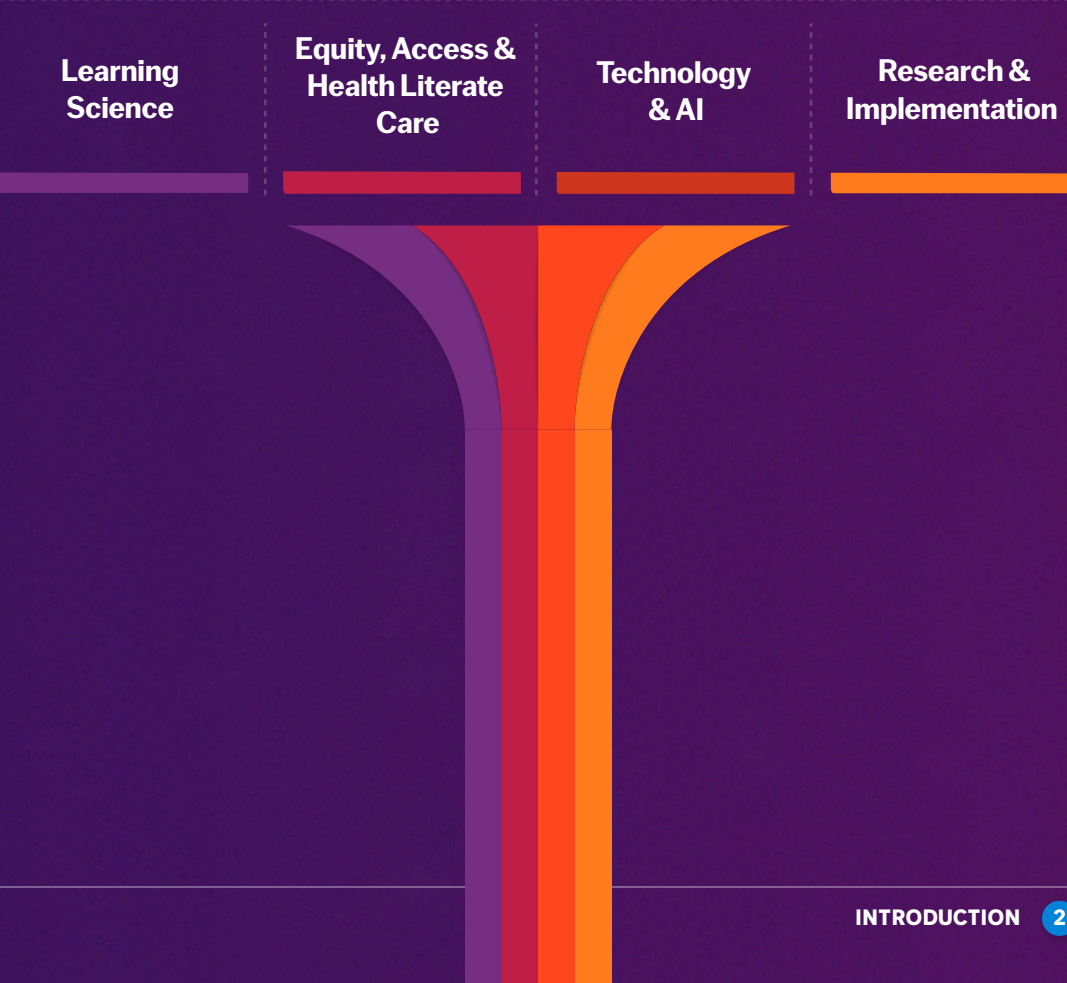 Learning
Science
Equity, Access &
Health Literate
Care
Technology
& AI
Research &
Implementation
INTRODUCTION 2